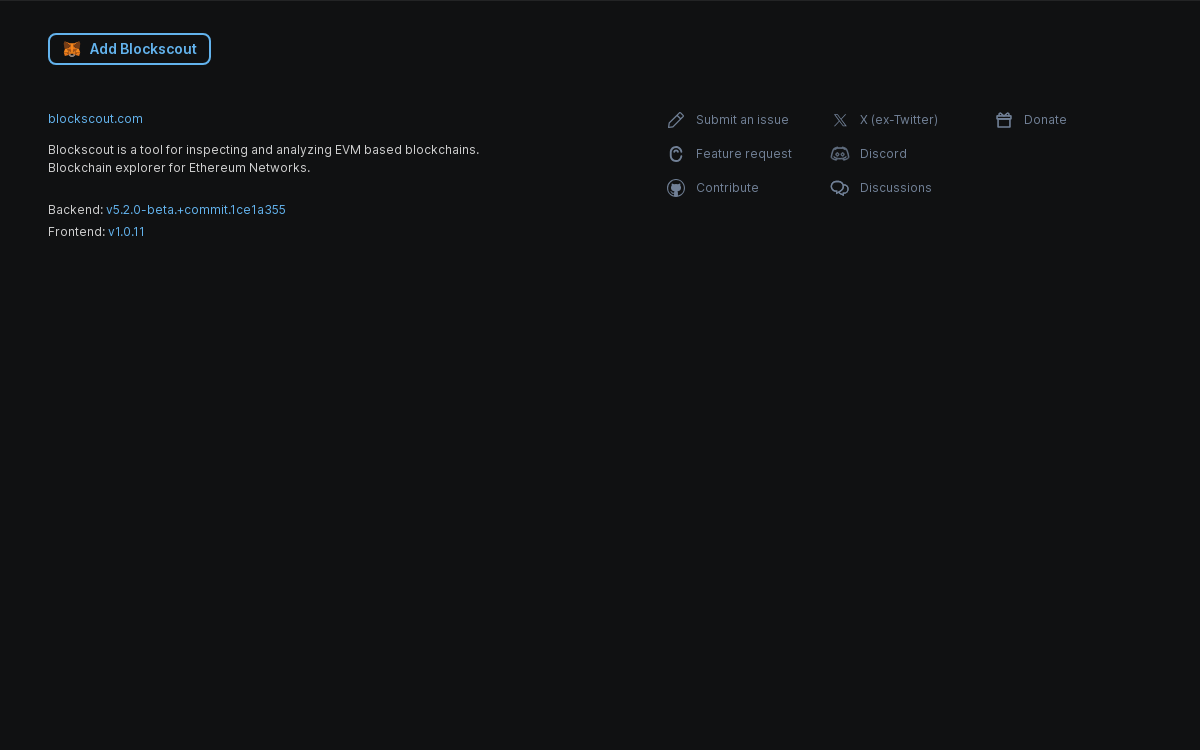 Add Blockscout
blockscout.com
Blockscout is a tool for inspecting and analyzing EVM based blockchains.
Blockchain explorer for Ethereum Networks.
Backend: v5.2.0-beta.+commit.1ce1a355
Frontend: v1.0.11
Submit an issue
Feature request
Contribute
X (ex-Twitter)
Discord
Discussions
Donate